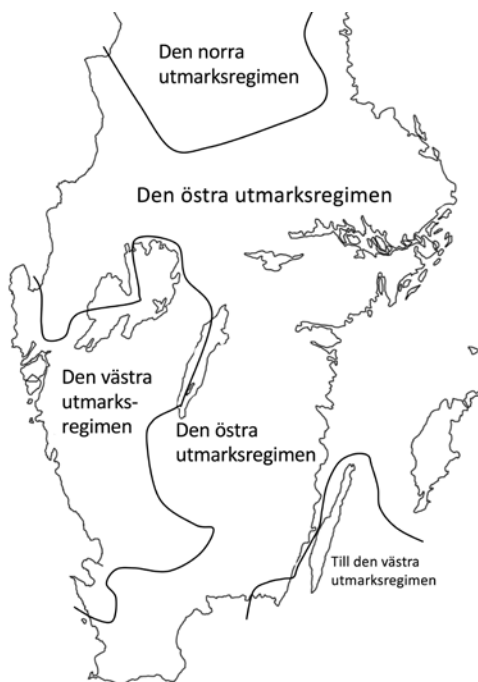 Den norra
utmarksregimen
Den östra utmarksregimen
Den västra
utmarks-
regimen
Den östra
utmarksregimen
Till den västra
utmarksregimen